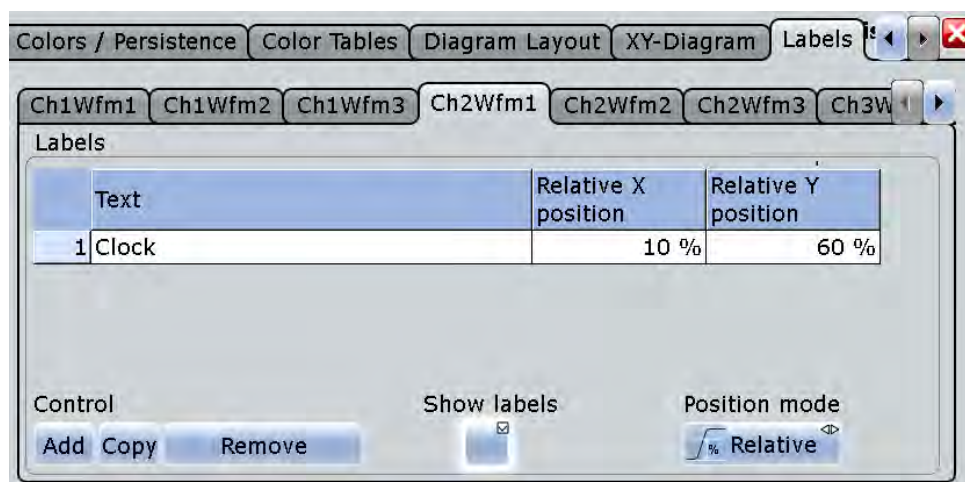 Colors / Persistence Color Tables Diagram Layout XY-Diagram Labels
Ch1Wfm1 Ch1Wfm2 Ch1Wfm3 Ch2Wfm1 Ch2Wfm2 Ch2Wfm3 Ch3W
Labels
Text Relative X position Relative Y position
1 Clock 10 % 60 %
Control Show labels Position mode
Add Copy Remove % Relative